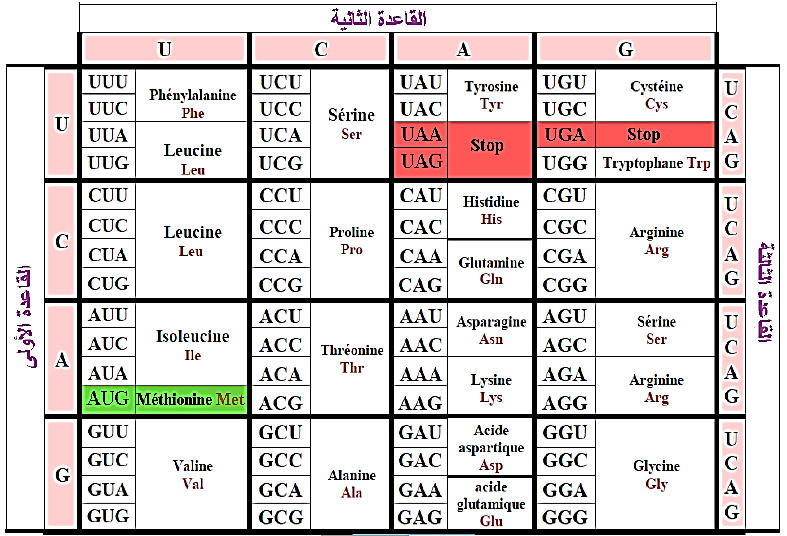 القاعدة الثانية
U C A G
القاعدة الأولى
القاعدة الثالثة
U
UUU
UUC
Phénylalanine
Phe
UUA
UUG
Leucine
Leu
UCU
UCC
UCA
UCG
Sérine
Ser
UAU
UAC
Tyrosine
Tyr
UAA
UAG
Stop
UGU
UGC
Cystéine
Cys
UGA Stop
UGG Tryptophane Trp
U
C
A
G
C
CUU
CUC
CUA
CUG
Leucine
Leu
CCU
CCC
CCA
CCG
Proline
Pro
CAU
CAC
Histidine
His
CAA
CAG
Glutamine
Gln
CGU
CGC
CGA
CGG
Arginine
Arg
U
C
A
G
A
AUU
AUC
AUA
Isoleucine
Ile
AUG Méthionine Met
ACU
ACC
ACA
ACG
Thréonine
Thr
AAU
AAC
Asparagine
Asn
AAA
AAG
Lysine
Lys
AGU
AGC
Sérine
Ser
AGA
AGG
Arginine
Arg
U
C
A
G
G
GUU
GUC
GUA
GUG
Valine
Val
GCU
GCC
GCA
GCG
Alanine
Ala
GAU
GAC
Acide
aspartique
Asp
GAA
GAG
acide
glutamique
Glu
GGU
GGC
GGA
GGG
Glycine
Gly
U
C
A
G